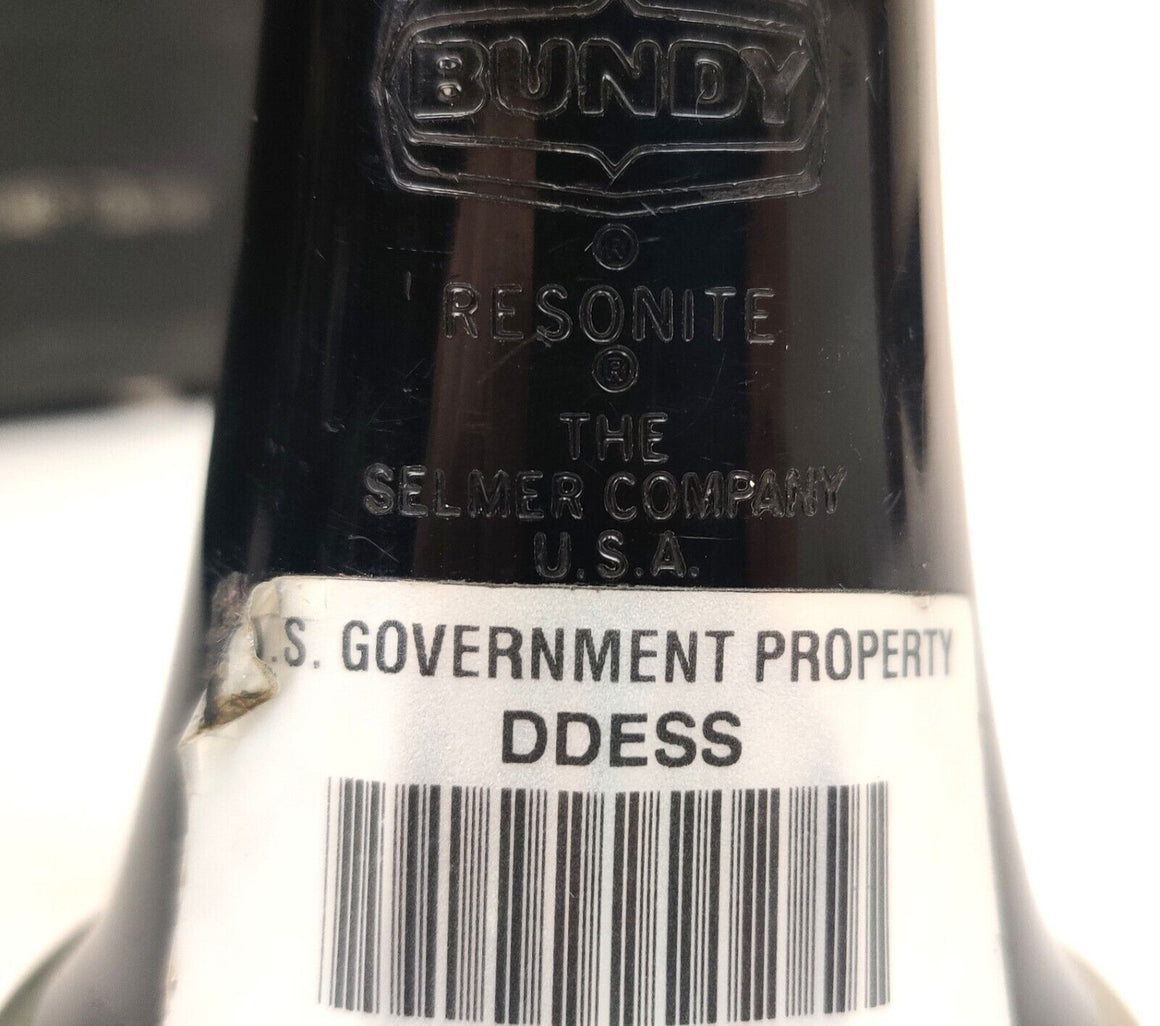 BUNDY
®
RESONITE
®
THE
SELMER COMPANY
U.S.A.
U.S. GOVERNMENT PROPERTY
DDESS